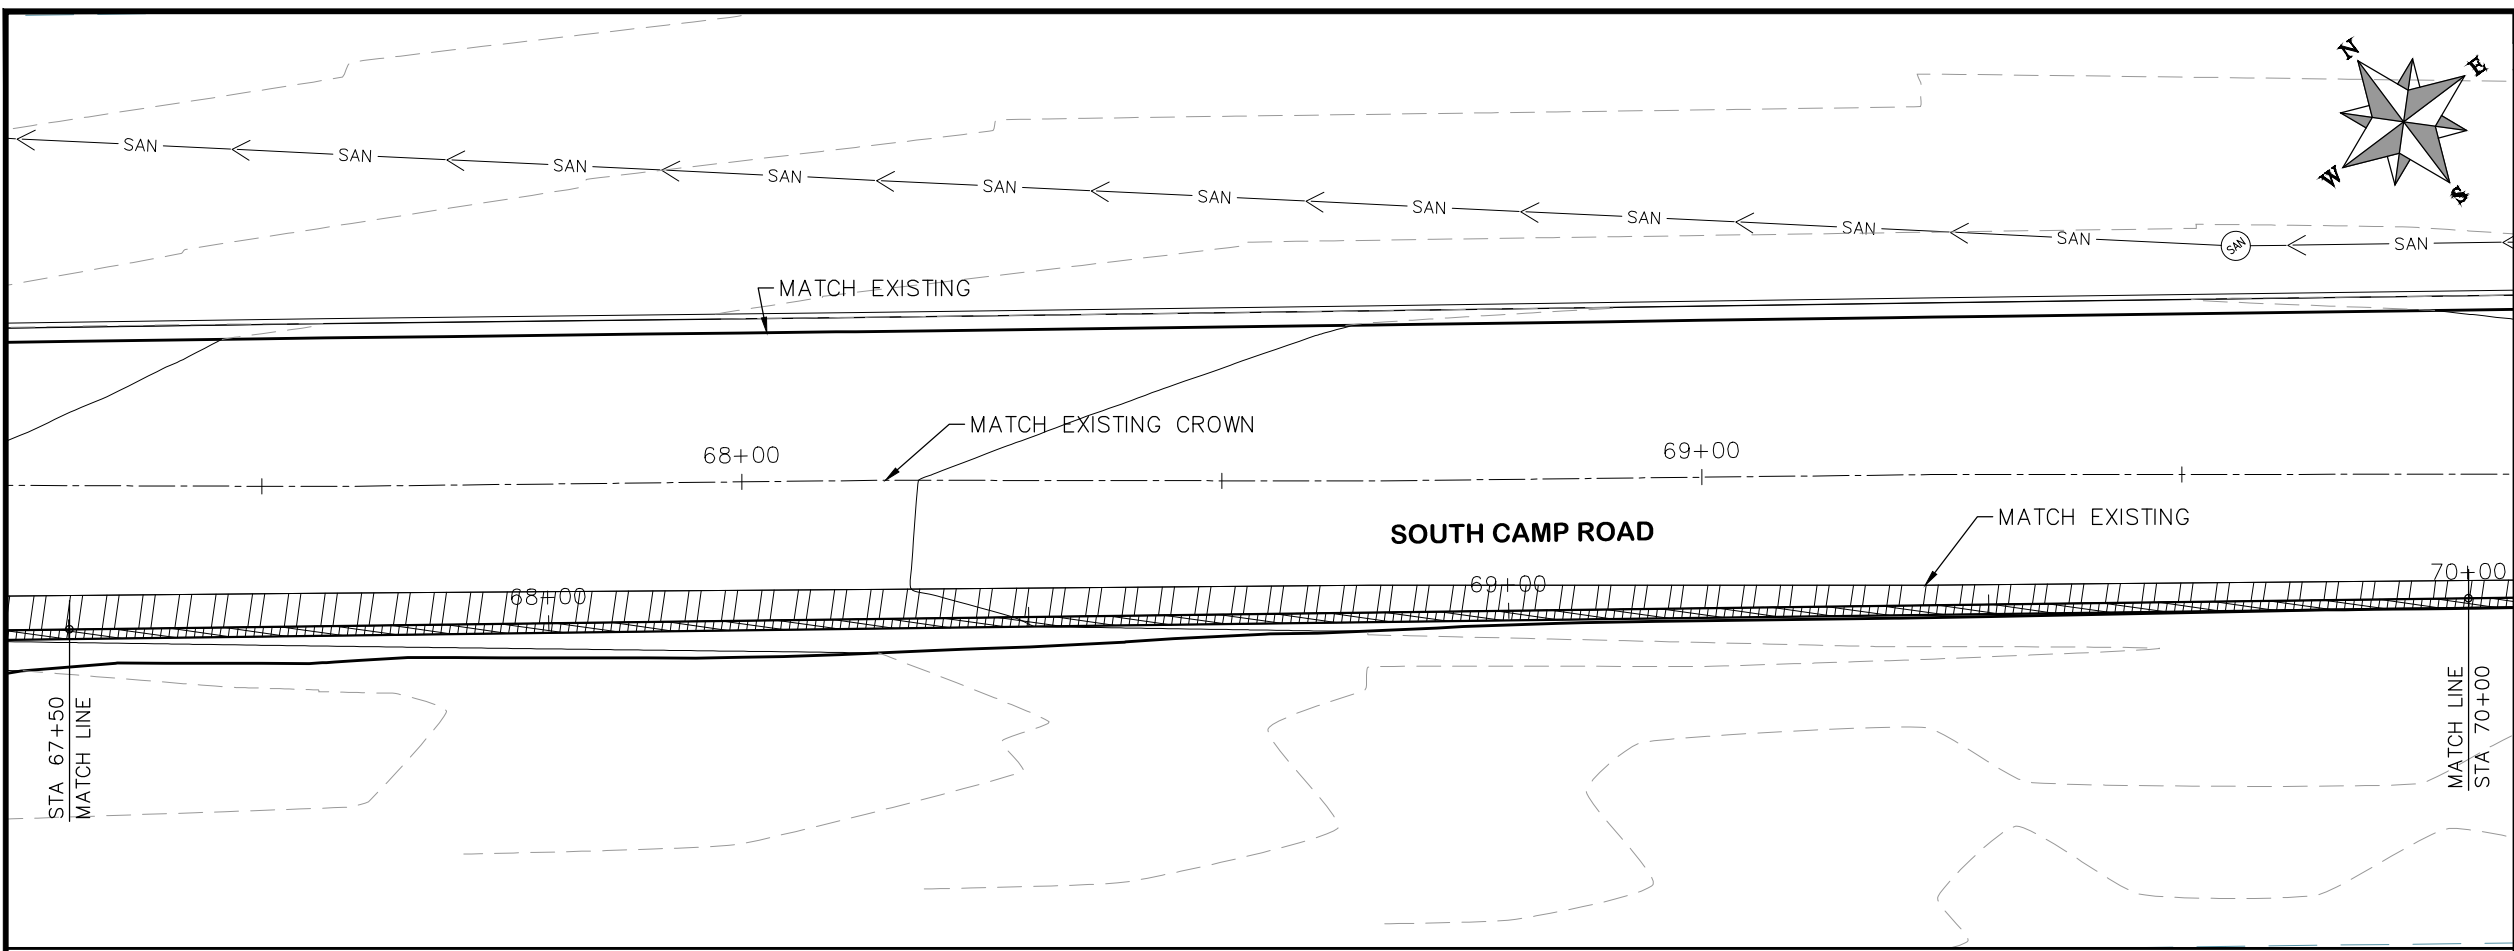 N
E
W
S
SAN SAN SAN SAN SAN SAN SAN SAN SAN SAN SAN SAN
MATCH EXISTING
MATCH EXISTING CROWN
68+00
69+00
SOUTH CAMP ROAD
MATCH EXISTING
68+00
69+00
70+00
STA 67+50
MATCH LINE
MATCH LINE
STA 70+00